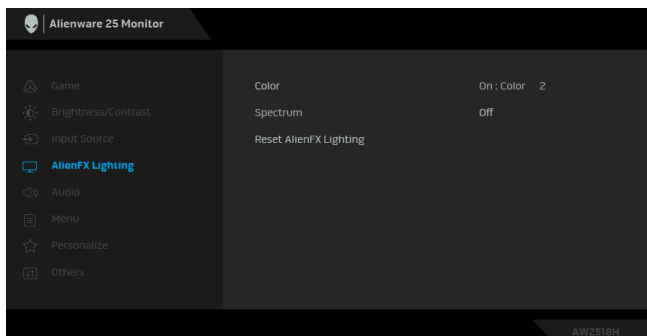 Alienware 25 Monitor
Game
Brightness/Contrast
Input Source
AlienFX Lighting
Audio
Menu
Personalize
Others
Color On : Color 2
Spectrum Off
Reset AlienFX Lighting
AW2518H